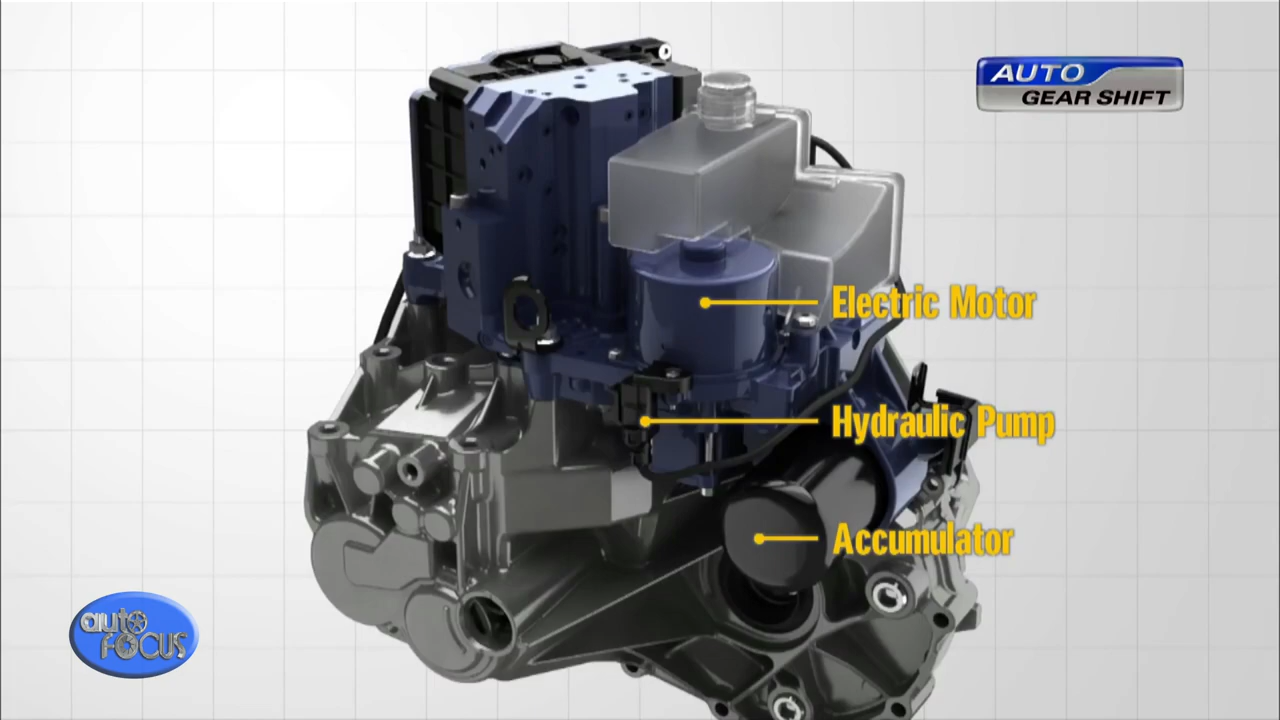 AUTO
GEAR SHIFT
Electric Motor
Hydraulic Pump
Accumulator
auto
FOCUS